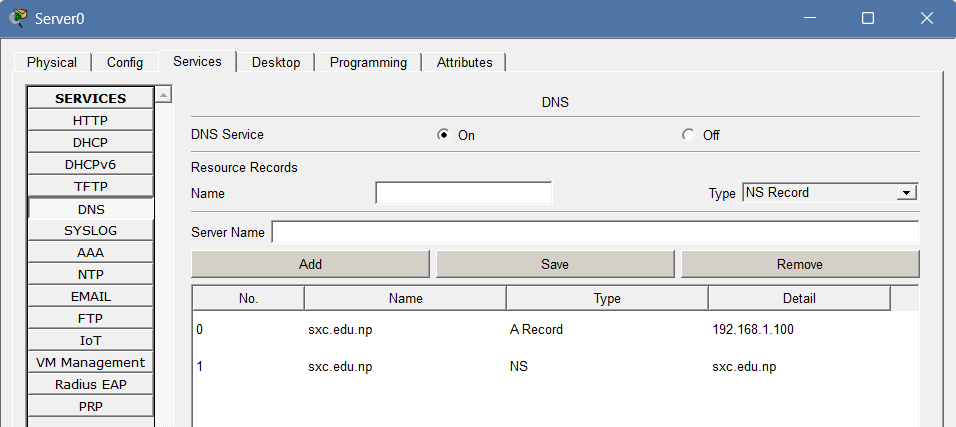 Server0
Physical Config Services Desktop Programming Attributes
SERVICES
HTTP
DHCP
DHCPv6
TFTP
DNS
SYSLOG
AAA
NTP
EMAIL
FTP
IoT
VM Management
Radius EAP
PRP
DNS
DNS Service On Off
Resource Records
Name Type NS Record
Server Name
Add Save Remove
No. Name Type Detail
0 sxc.edu.np A Record 192.168.1.100
1 sxc.edu.np NS sxc.edu.np